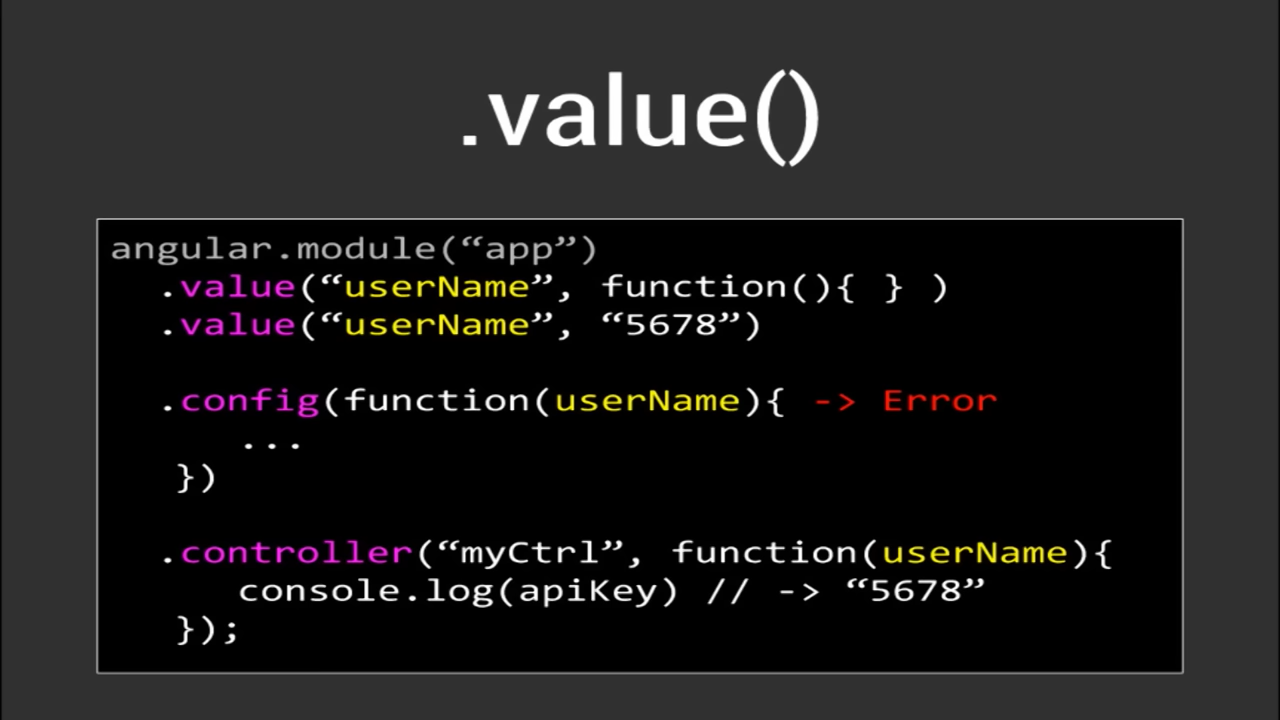 .value()
angular.module(“app”)
.value(“userName”, function(){ } )
.value(“userName”, “5678”)
.config(function(userName){ -> Error
...
})
.controller(“myCtrl”, function(userName){
console.log(apiKey) // -> “5678”
});